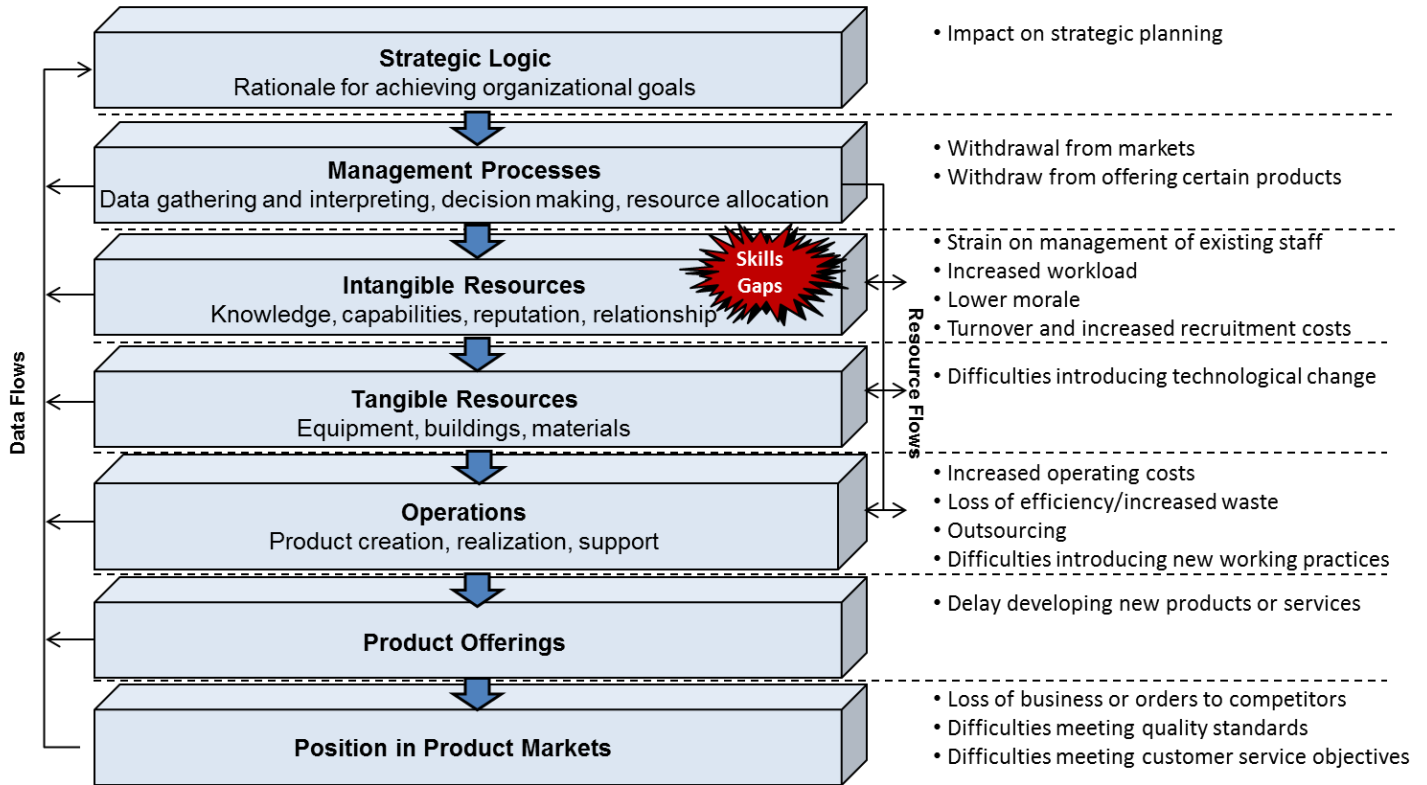 Strategic Logic
Rationale for achieving organizational goals
• Impact on strategic planning
Management Processes
Data gathering and interpreting, decision making, resource allocation
• Withdrawal from markets
• Withdraw from offering certain products
Skills
Gaps
Intangible Resources
Knowledge, capabilities, reputation, relationship
• Strain on management of existing staff
• Increased workload
• Lower morale
• Turnover and increased recruitment costs
Tangible Resources
Equipment, buildings, materials
• Difficulties introducing technological change
Operations
Product creation, realization, support
• Increased operating costs
• Loss of efficiency/increased waste
• Outsourcing
• Difficulties introducing new working practices
Product Offerings
• Delay developing new products or services
Position in Product Markets
• Loss of business or orders to competitors
• Difficulties meeting quality standards
• Difficulties meeting customer service objectives
Data Flows
Resource Flows